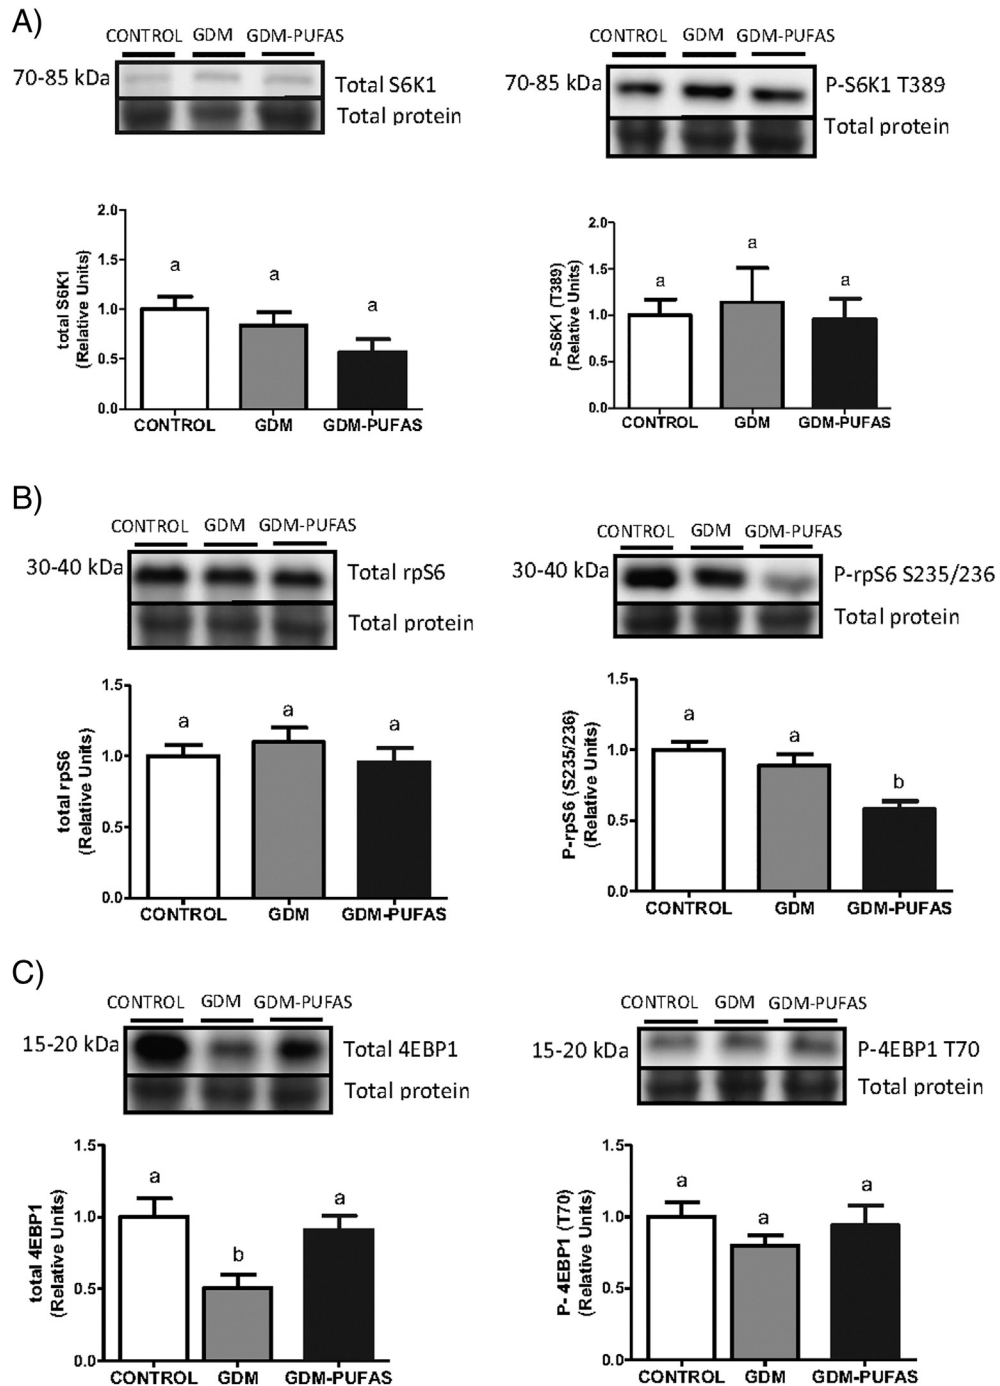 A)
CONTROL GDM GDM-PUFAS
70-85 kDa
Total S6K1
Total protein
2.0
1.5
1.0
0.5
0.0
total S6K1
(Relative Units)
a a a
CONTROL GDM GDM-PUFAS
CONTROL GDM GDM-PUFAS
70-85 kDa
P-S6K1 T389
Total protein
2.0
1.5
1.0
0.5
0.0
P-S6K1 (T389)
(Relative Units)
a a a
CONTROL GDM GDM-PUFAS
B)
CONTROL GDM GDM-PUFAS
30-40 kDa
Total rpS6
Total protein
1.5
1.0
0.5
0.0
total rpS6
(Relative Units)
a a a
CONTROL GDM GDM-PUFAS
CONTROL GDM GDM-PUFAS
30-40 kDa
P-rpS6 S235/236
Total protein
1.5
1.0
0.5
0.0
P-rpS6 (S235/236)
(Relative Units)
a a b
CONTROL GDM GDM-PUFAS
C)
CONTROL GDM GDM-PUFAS
15-20 kDa
Total 4EBP1
Total protein
1.5
1.0
0.5
0.0
total 4EBP1
(Relative Units)
a b a
CONTROL GDM GDM-PUFAS
CONTROL GDM GDM-PUFAS
15-20 kDa
P-4EBP1 T70
Total protein
1.5
1.0
0.5
0.0
P- 4EBP1 (T70)
(Relative Units)
a a a
CONTROL GDM GDM-PUFAS